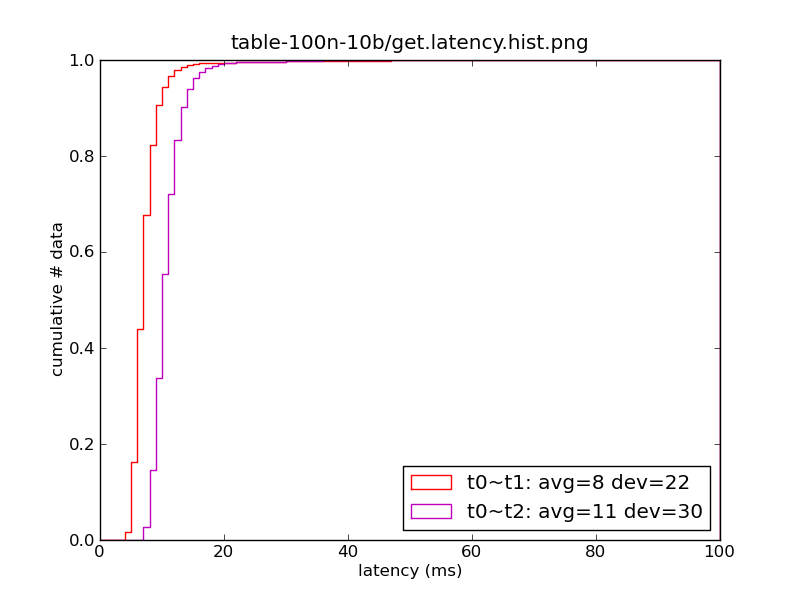 table-100n-10b/get.latency.hist.png
1.0
0.8
0.6
0.4
0.2
0.0
cumulative # data
t0~t1: avg=8 dev=22
t0~t2: avg=11 dev=30
0 20 40 60 80 100
latency (ms)